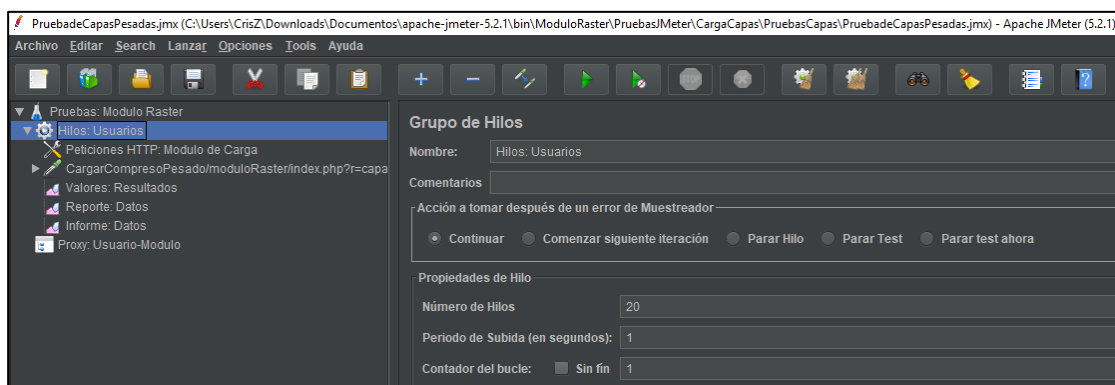 PruebadeCapasPesadas.jmx (C:\Users\CrisZ\Downloads\Documentos\apache-jmeter-5.2.1\bin\ModuloRaster\PruebasJMeter\CargaCapas\PruebasCapas\PruebadeCapasPesadas.jmx) - Apache JMeter (5.2.1)
Archivo Editar Search Lanzar Opciones Tools Ayuda
STOP
Pruebas: Modulo Raster
Hilos: Usuarios
Peticiones HTTP: Modulo de Carga
CargarCompresoPesado/moduloRaster/index.php?r=capa
Valores: Resultados
Reporte: Datos
Informe: Datos
Proxy: Usuario-Modulo
Grupo de Hilos
Nombre: Hilos: Usuarios
Comentarios
Acción a tomar después de un error de Muestreador
Continuar Comenzar siguiente iteración Parar Hilo Parar Test Parar test ahora
Propiedades de Hilo
Número de Hilos 20
Periodo de Subida (en segundos): 1
Contador del bucle: Sin fin 1